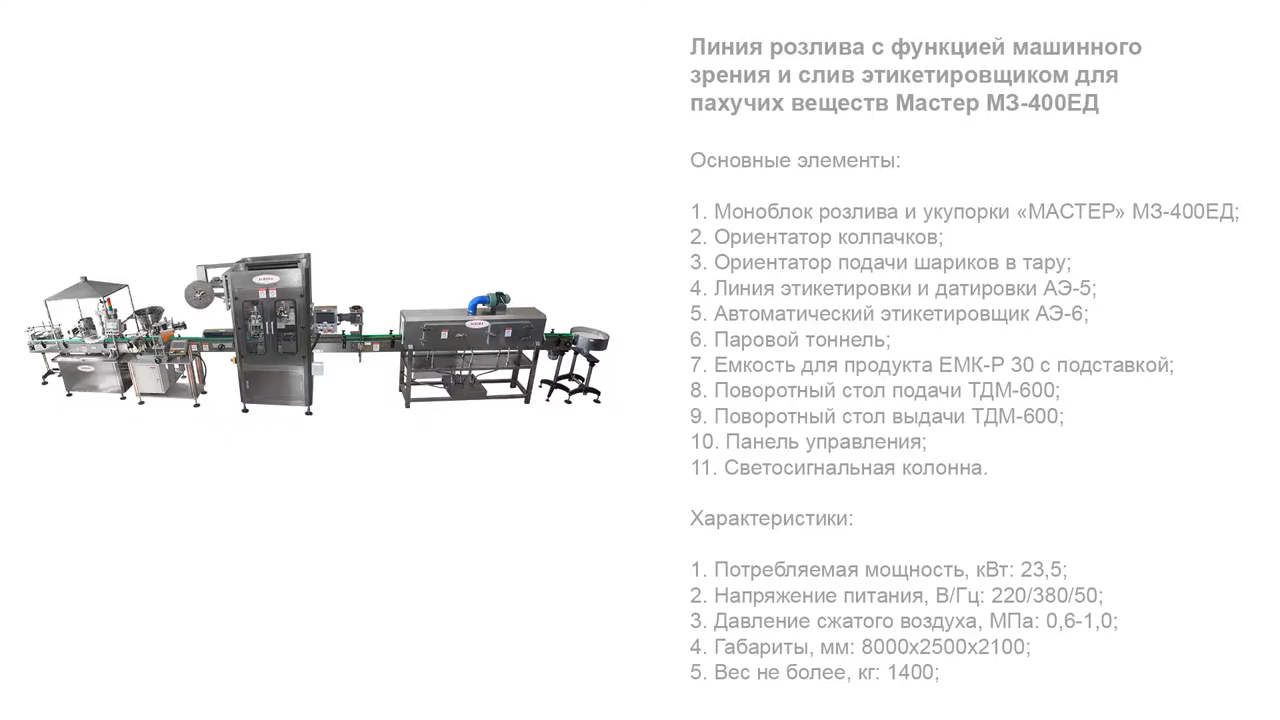 Линия розлива с функцией машинного
зрения и слив этикетировщиком для
пахучих веществ Мастер МЗ-400ЕД
Основные элементы:
1. Моноблок розлива и укупорки «МАСТЕР» МЗ-400ЕД;
2. Ориентатор колпачков;
3. Ориентатор подачи шариков в тару;
4. Линия этикетировки и датировки АЭ-5;
5. Автоматический этикетировщик АЭ-6;
6. Паровой тоннель;
7. Емкость для продукта ЕМК-Р 30 с подставкой;
8. Поворотный стол подачи ТДМ-600;
9. Поворотный стол выдачи ТДМ-600;
10. Панель управления;
11. Светосигнальная колонна.
Характеристики:
1. Потребляемая мощность, кВт: 23,5;
2. Напряжение питания, В/Гц: 220/380/50;
3. Давление сжатого воздуха, МПа: 0,6-1,0;
4. Габариты, мм: 8000х2500х2100;
5. Вес не более, кг: 1400;